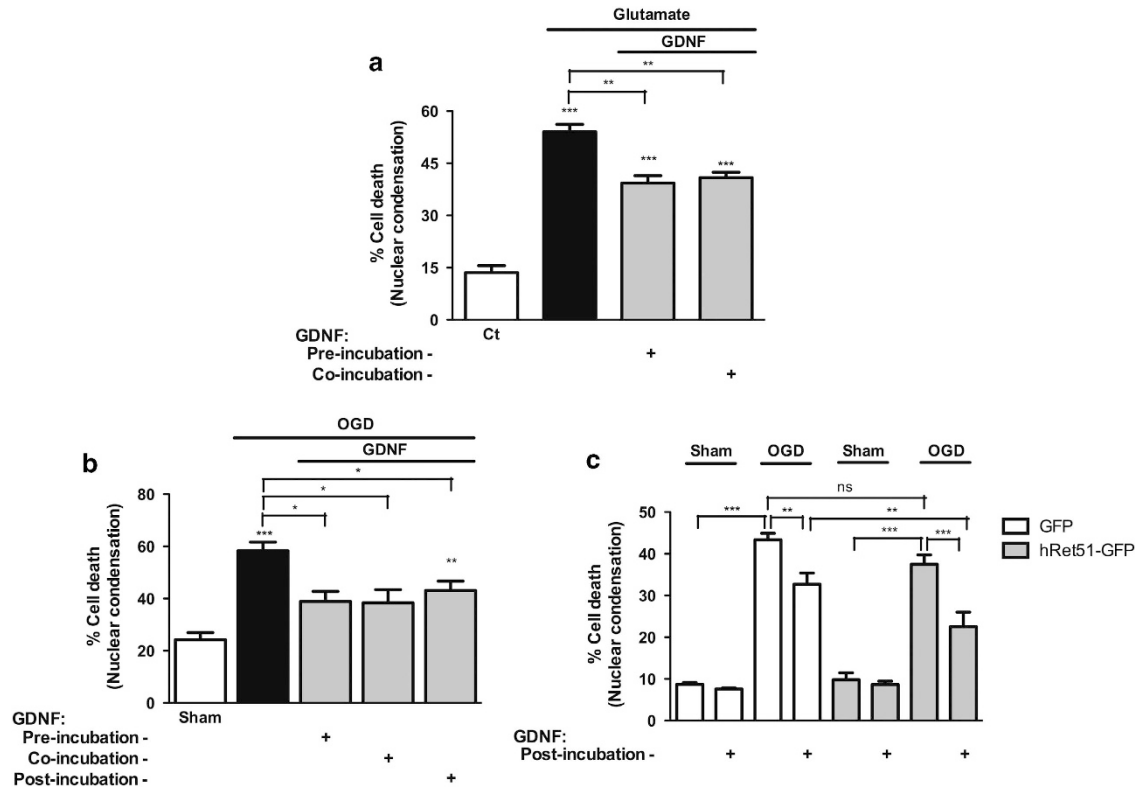 a
Glutamate
GDNF
**
**
***
***
***
% Cell death
(Nuclear condensation)
60
45
30
15
0
Ct
GDNF:
Pre-incubation - +
Co-incubation - +
b
OGD
GDNF
*
*
*
***
**
% Cell death
(Nuclear condensation)
80
60
40
20
0
Sham
GDNF:
Pre-incubation - +
Co-incubation - +
Post-incubation - +
c
Sham OGD Sham OGD
ns
*** ** **
*** ***
% Cell death
(Nuclear condensation)
50
40
30
20
10
0
GFP
hRet51-GFP
GDNF:
Post-incubation - + + + +